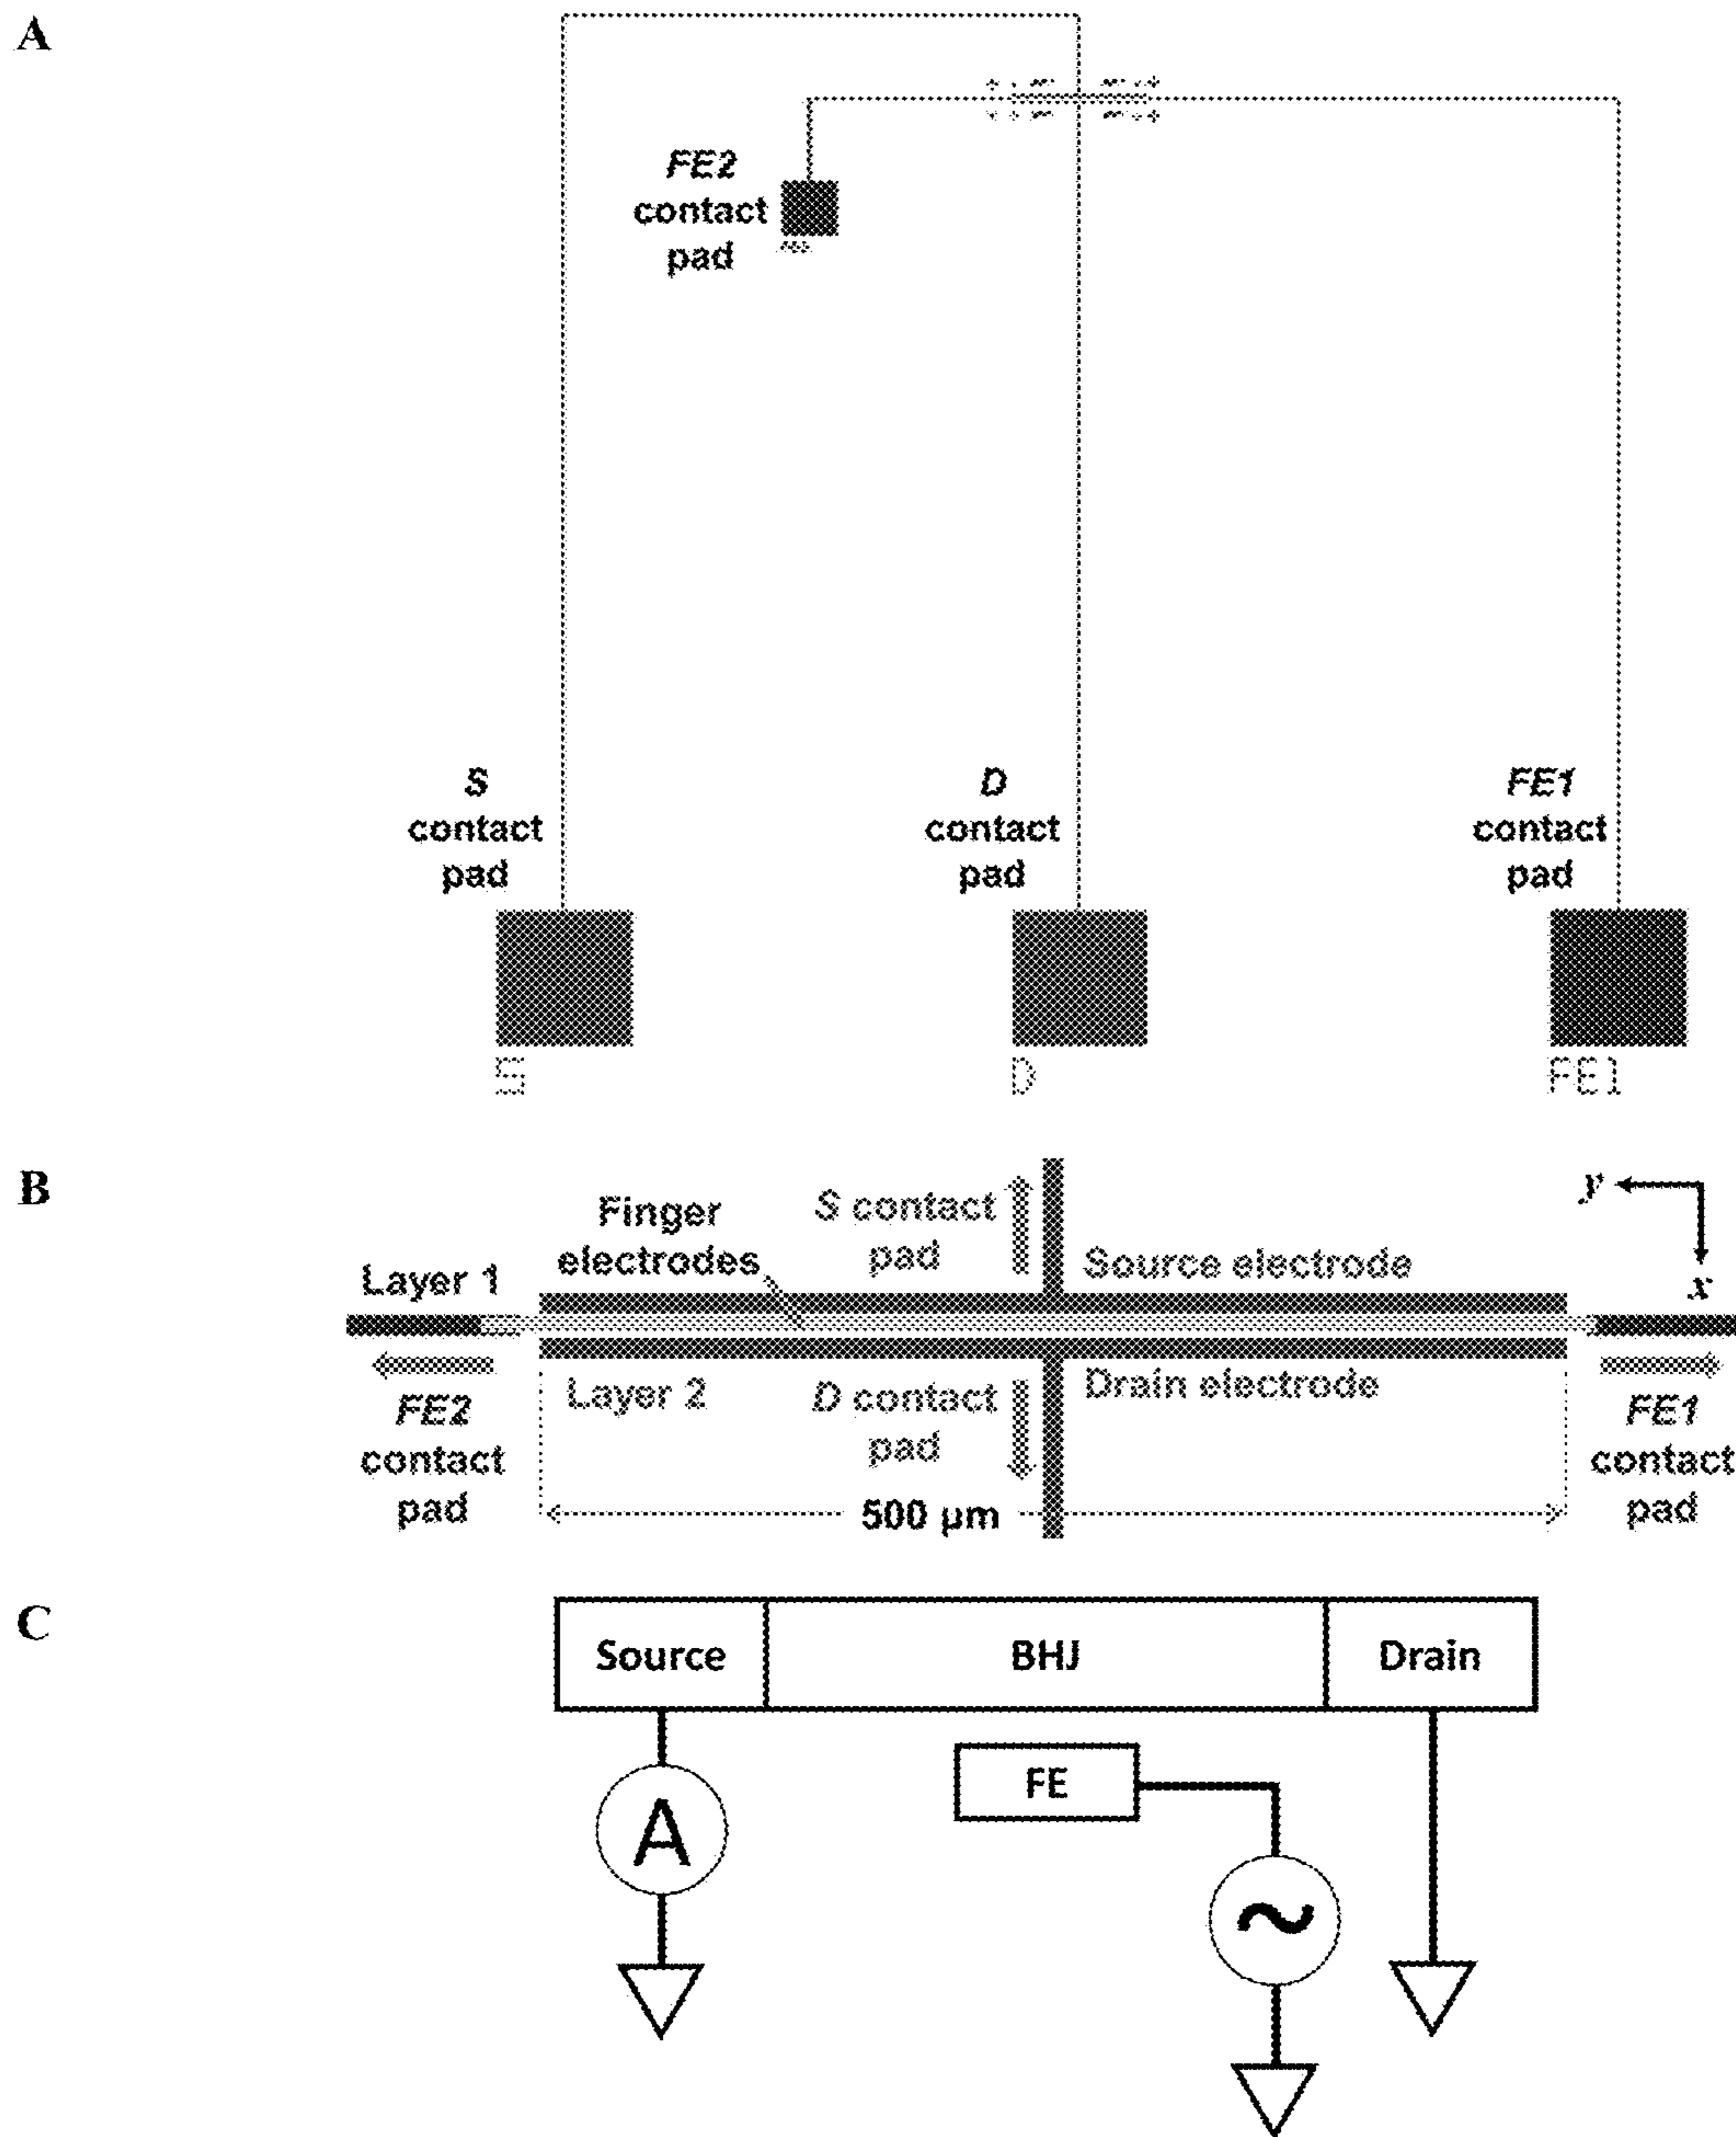 A
FE2
contact
pad
S
contact
pad
D
contact
pad
FE1
contact
pad
S
D
FE1
B
Finger
electrodes
S contact
pad
Source electrode
y
x
Layer 1
Layer 2
D contact
pad
Drain electrode
FE2
contact
pad
FE1
contact
pad
500 µm
C
Source
BHJ
Drain
FE
A